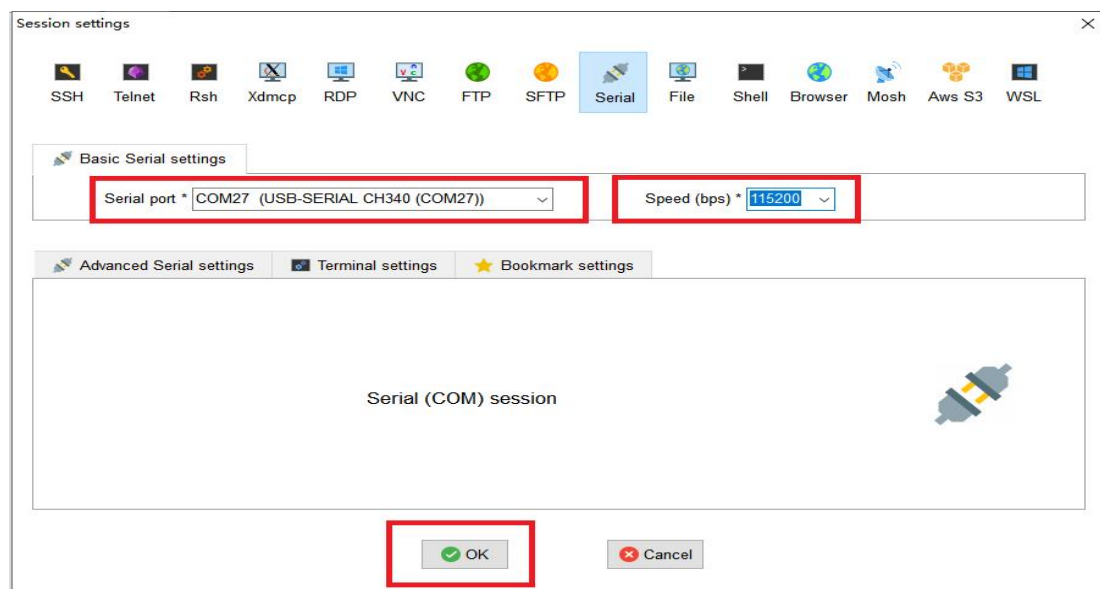 Session settings
SSH Telnet Rsh Xdmcp RDP VNC FTP SFTP Serial File Shell Browser Mosh Aws S3 WSL
Basic Serial settings
Serial port * COM27 (USB-SERIAL CH340 (COM27)) Speed (bps) * 115200
Advanced Serial settings Terminal settings Bookmark settings
Serial (COM) session
OK Cancel